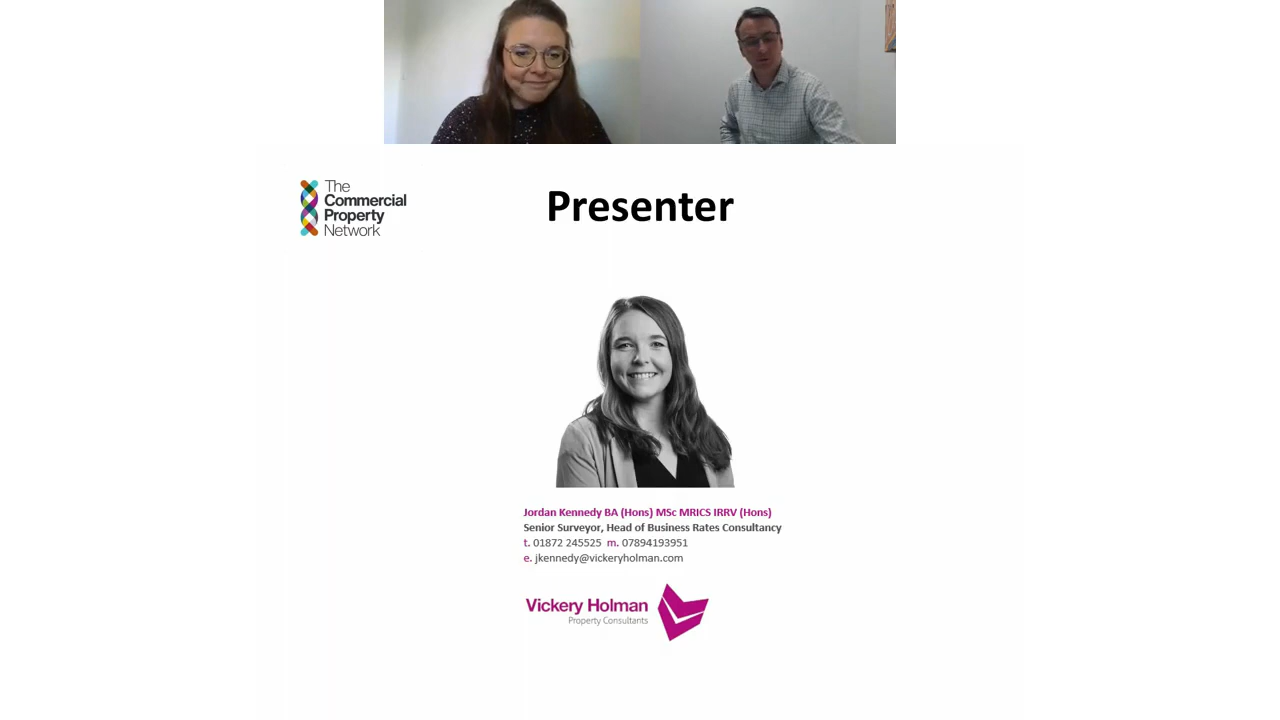 The
Commercial
Property
Network
Presenter
Jordan Kennedy BA (Hons) MSc MRICS IRRV (Hons)
Senior Surveyor, Head of Business Rates Consultancy
t. 01872 245525 m. 07894193951
e. jkennedy@vickeryholman.com
Vickery Holman
Property Consultants